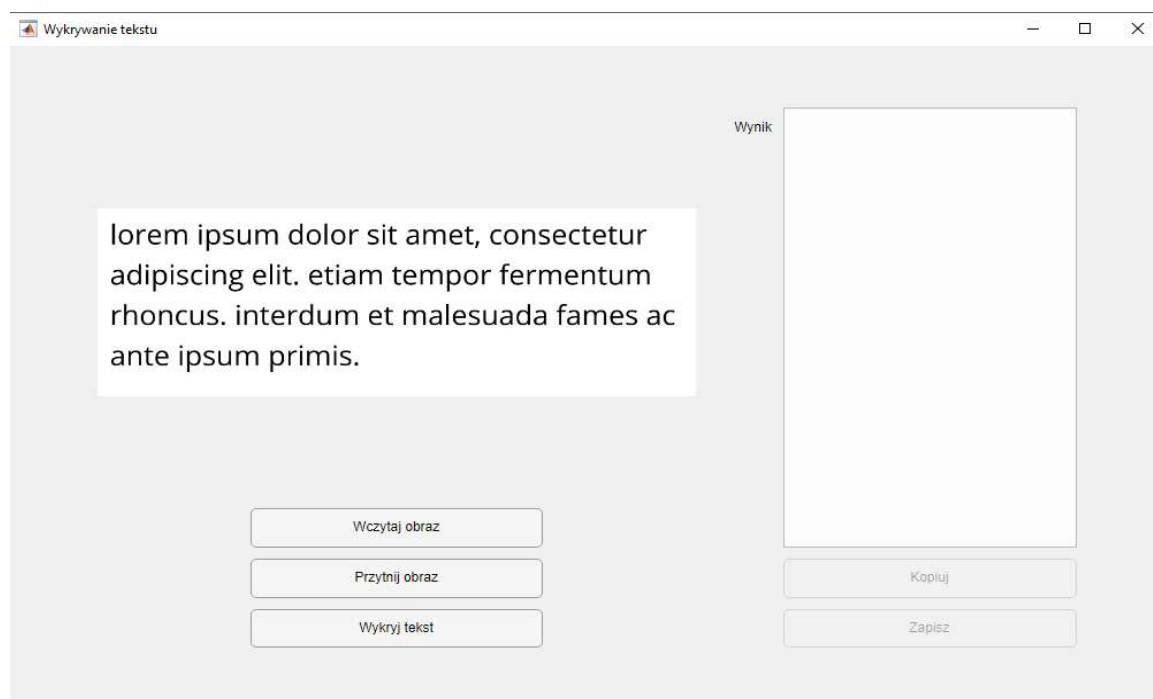 Wykrywanie tekstu
Wynik
lorem ipsum dolor sit amet, consectetur
adipiscing elit. etiam tempor fermentum
rhoncus. interdum et malesuada fames ac
ante ipsum primis.
Wczytaj obraz
Przytnij obraz
Wykryj tekst
Kopiuj
Zapisz